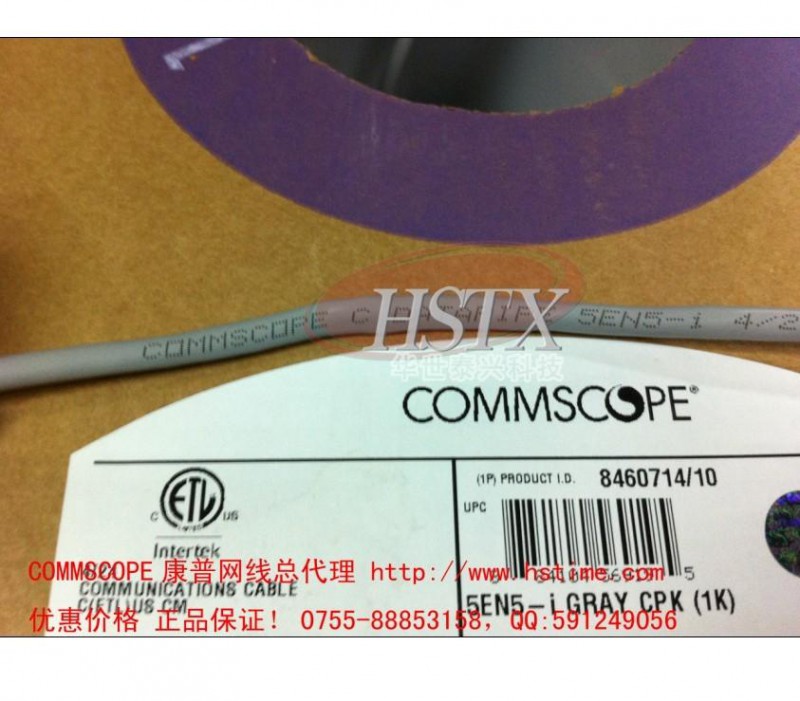 COMMSCOPE 5EN5-i 4/2
HSTX
华世泰兴科技
COMMSCOPE®
(1P) PRODUCT I.D. 8460714/10
UPC
C ETL US
Intertek
COMMSCOPE 康普网线总代理 http://www.hstime.com
COMMUNICATIONS CABLE
C/ETL/US CM
5EN5-i GRAY CPK (1K)
优惠价格 正品保证! 0755-88853158, QQ:591249056